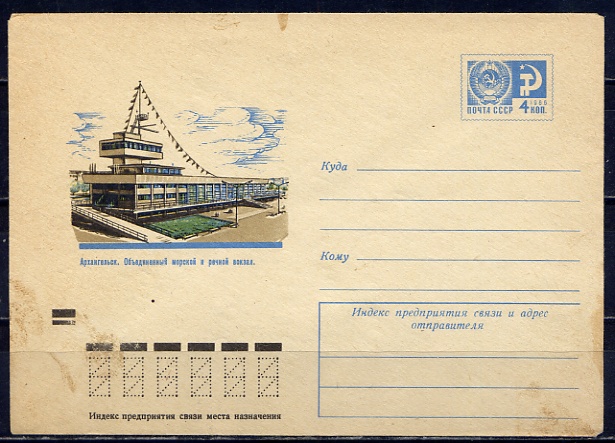 ПОЧТА СССР
1966
4 КОП.
Куда
Кому
Архангельск. Объединенный морской и речной вокзал.
Индекс предприятия связи и адрес
отправителя
Индекс предприятия связи места назначения